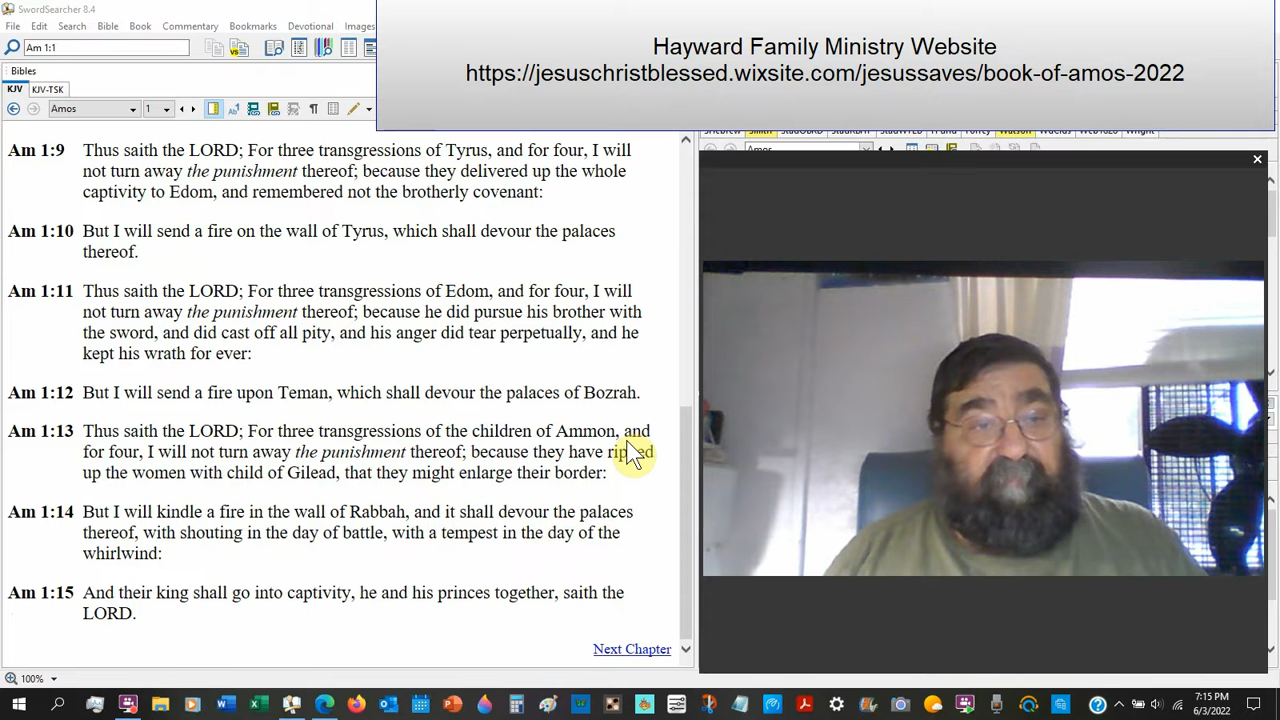 SwordSearcher 8.4
File Edit Search Bible Book Commentary Bookmarks Devotional Images
Hayward Family Ministry Website
https://jesuschristblessed.wixsite.com/jesussaves/book-of-amos-2022
Am 1:1
Bibles
KJV KJV-TSK
Amos 1
Am 1:9 Thus saith the LORD; For three transgressions of Tyrus, and for four, I will
not turn away the punishment thereof; because they delivered up the whole
captivity to Edom, and remembered not the brotherly covenant:
Am 1:10 But I will send a fire on the wall of Tyrus, which shall devour the palaces
thereof.
Am 1:11 Thus saith the LORD; For three transgressions of Edom, and for four, I will
not turn away the punishment thereof; because he did pursue his brother with
the sword, and did cast off all pity, and his anger did tear perpetually, and he
kept his wrath for ever:
Am 1:12 But I will send a fire upon Teman, which shall devour the palaces of Bozrah.
Am 1:13 Thus saith the LORD; For three transgressions of the children of Ammon, and
for four, I will not turn away the punishment thereof; because they have ripped
up the women with child of Gilead, that they might enlarge their border:
Am 1:14 But I will kindle a fire in the wall of Rabbah, and it shall devour the palaces
thereof, with shouting in the day of battle, with a tempest in the day of the
whirlwind:
Am 1:15 And their king shall go into captivity, he and his princes together, saith the
LORD.
Next Chapter
100%
7:15 PM
6/3/2022